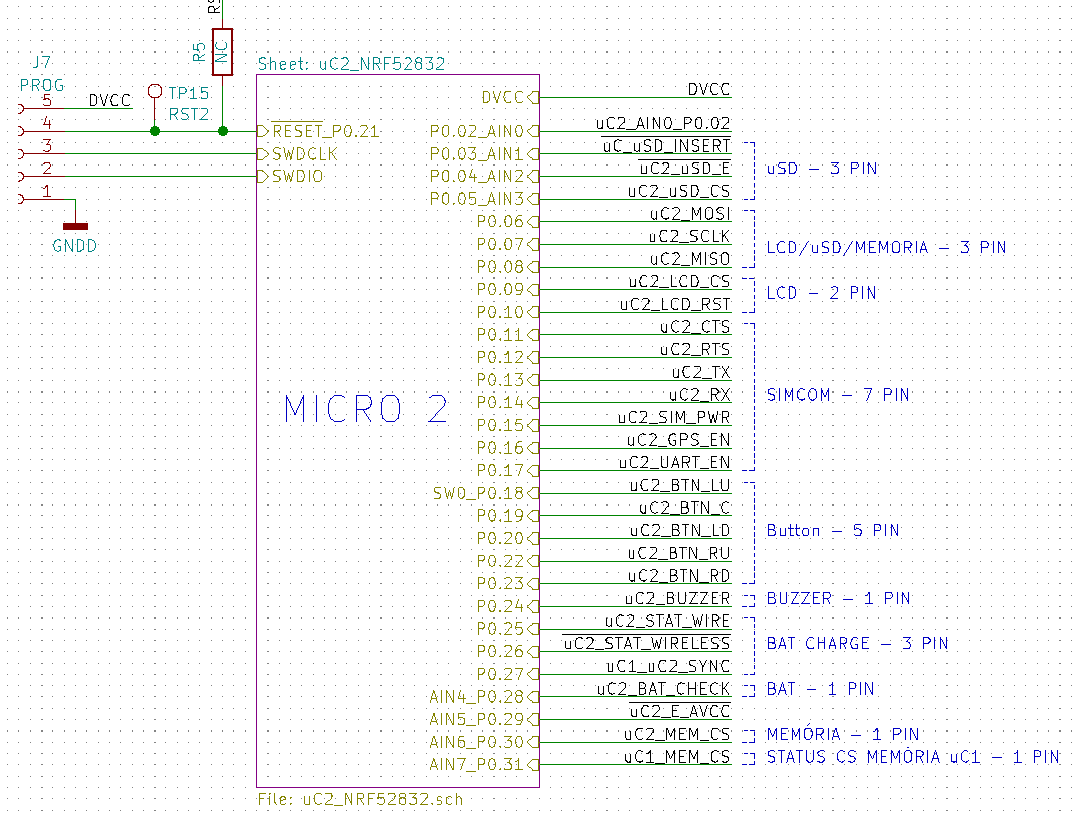 RS
R5
NC
J7
PROG
5
DVCC
4
3
2
1
GNDD
TP15
RST2
Sheet: uC2_NRF52832
RESET_P0.21
SWDCLK
SWDIO
MICRO 2
DVCC DVCC
P0.02_AIN0 uC2_AIN0_P0.02
P0.03_AIN1 uC_uSD_INSERT
P0.04_AIN2 uC2_uSD_E
P0.05_AIN3 uC2_uSD_CS
uSD – 3 PIN
P0.06 uC2_MOSI
P0.07 uC2_SCLK
P0.08 uC2_MISO
LCD/uSD/MEMORIA – 3 PIN
P0.09 uC2_LCD_CS
P0.10 uC2_LCD_RST
LCD – 2 PIN
P0.11 uC2_CTS
P0.12 uC2_RTS
P0.13 uC2_TX
P0.14 uC2_RX
P0.15 uC2_SIM_PWR
P0.16 uC2_GPS_EN
P0.17 uC2_UART_EN
SIMCOM – 7 PIN
SW0_P0.18 uC2_BTN_LU
P0.19 uC2_BTN_C
P0.20 uC2_BTN_LD
P0.22 uC2_BTN_RU
P0.23 uC2_BTN_RD
Button – 5 PIN
P0.24 uC2_BUZZER
BUZZER – 1 PIN
P0.25 uC2_STAT_WIRE
P0.26 uC2_STAT_WIRELESS
P0.27 uC1_uC2_SYNC
BAT CHARGE – 3 PIN
AIN4_P0.28 uC2_BAT_CHECK
BAT – 1 PIN
AIN5_P0.29 uC2_E_AVCC
AIN6_P0.30 uC2_MEM_CS
MEMÓRIA – 1 PIN
AIN7_P0.31 uC1_MEM_CS
STATUS CS MEMÓRIA uC1 – 1 PIN
File: uC2_NRF52832.sch